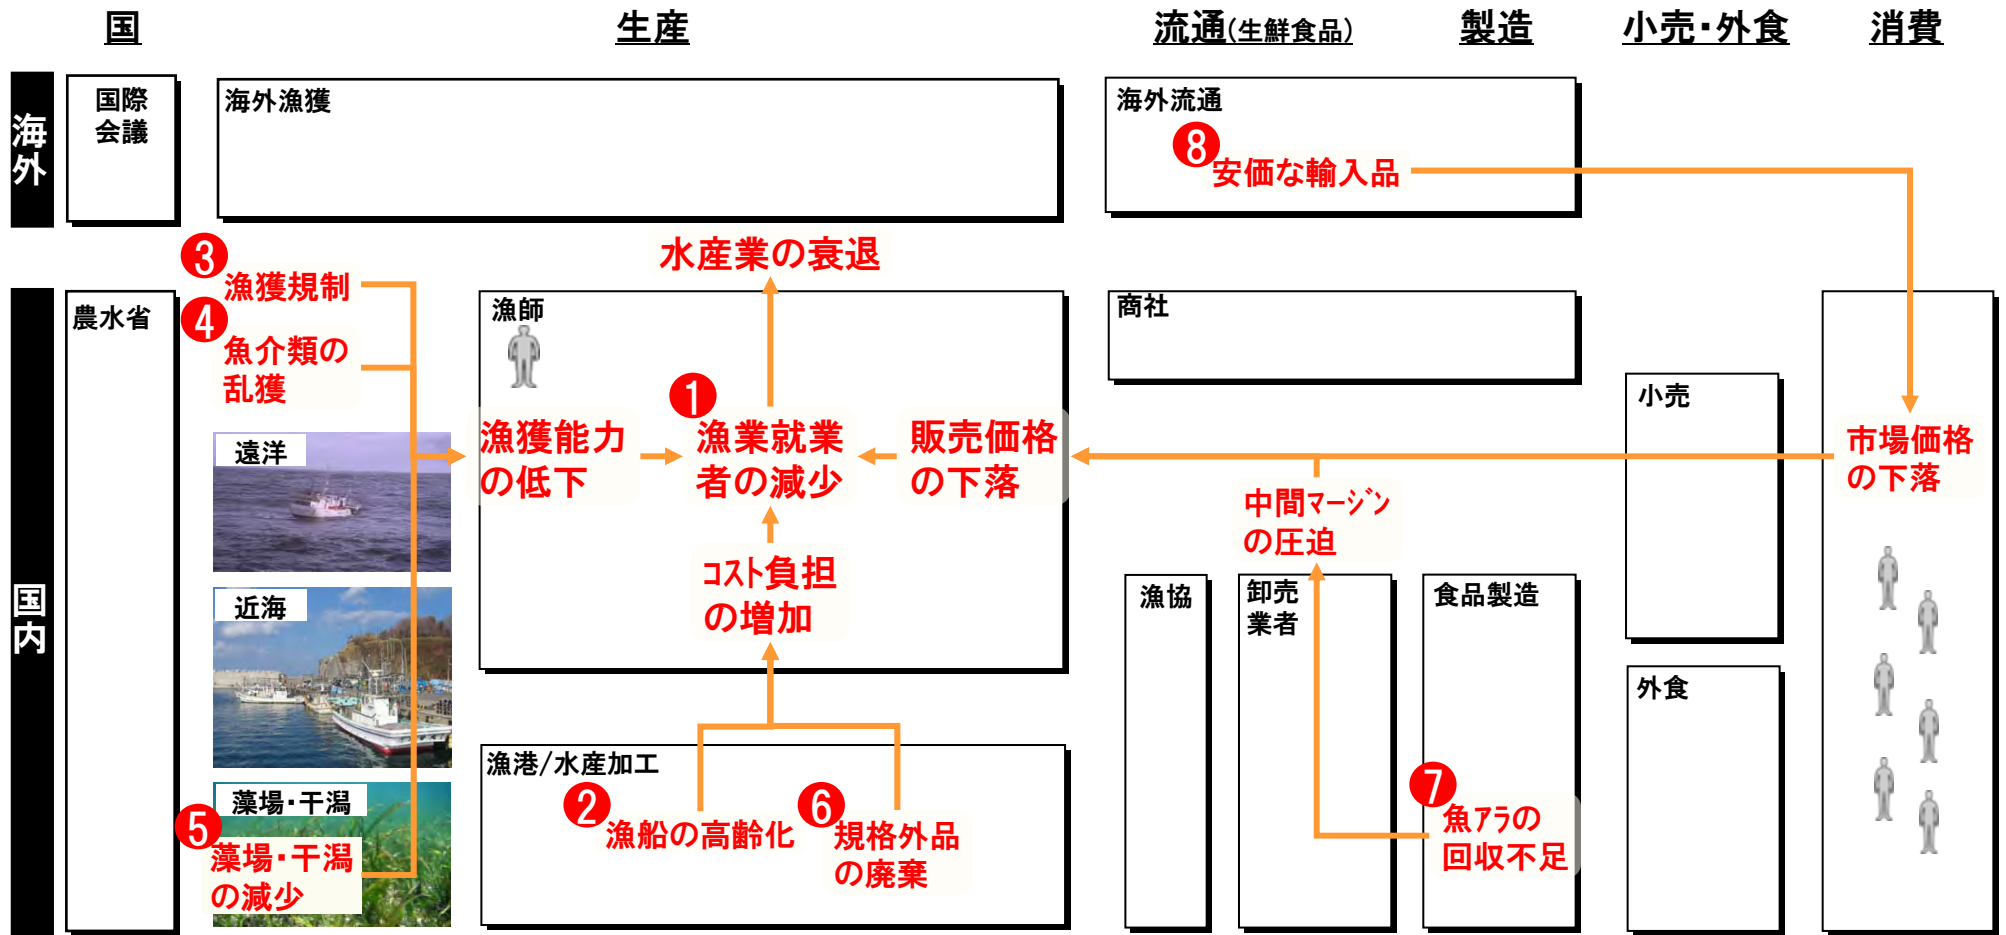 国
生産
流通(生鮮食品)
製造
小売・外食
消費
海外
国際
会議
海外漁獲
海外流通
❽
安価な輸入品
水産業の衰退
国内
農水省
❸
漁獲規制
❹
魚介類の
乱獲
遠洋
近海
藻場・干潟
❺
藻場・干潟
の減少
漁師
漁獲能力
の低下
❶
漁業就業
者の減少
販売価格
の下落
ｺｽﾄ負担
の増加
漁港/水産加工
❷
漁船の高齢化
❻
規格外品
の廃棄
商社
中間ﾏｰｼﾞﾝ
の圧迫
漁協
卸売
業者
食品製造
❼
魚ｱﾗの
回収不足
小売
外食
市場価格
の下落